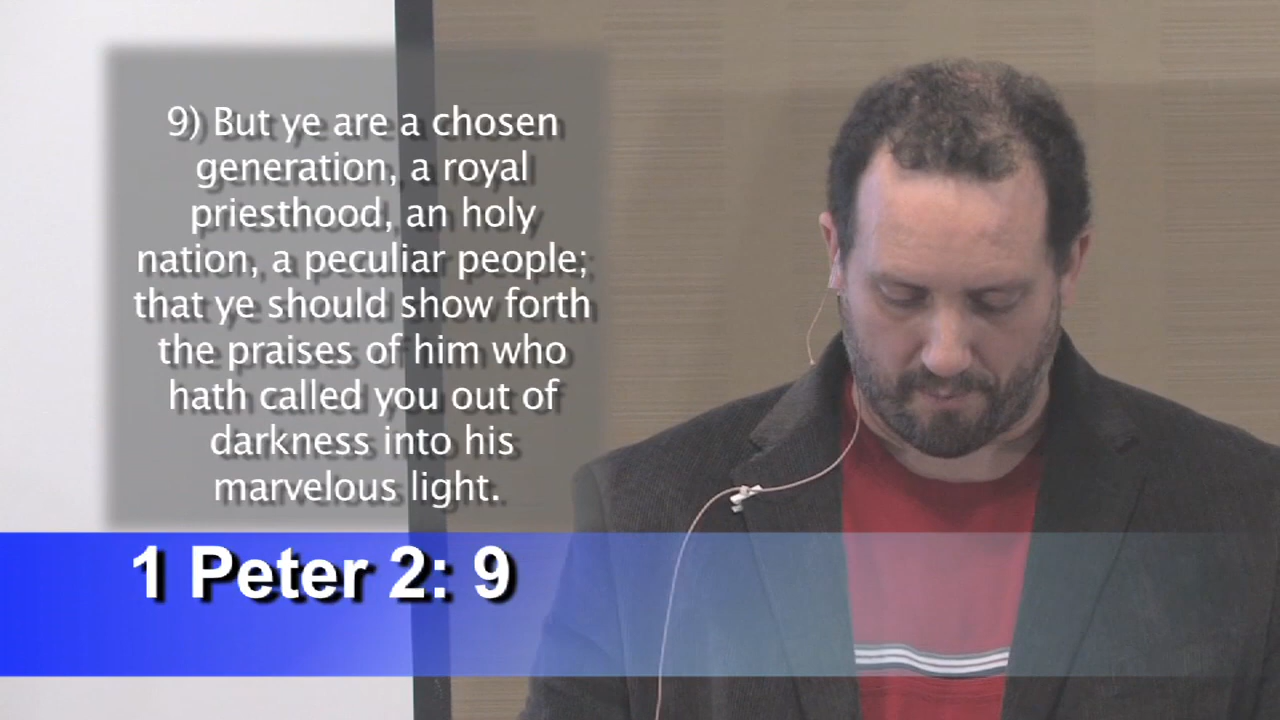 9) But ye are a chosen
generation, a royal
priesthood, an holy
nation, a peculiar people;
that ye should show forth
the praises of him who
hath called you out of
darkness into his
marvelous light.
1 Peter 2: 9